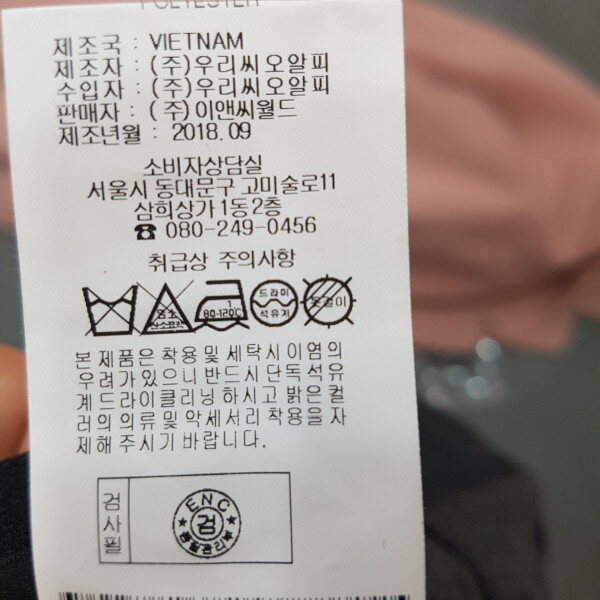 POLYESTER
제조국 : VIETNAM
제조자 : (주)우리씨오알피
수입자 : (주)우리씨오알피
판매자 : (주)이앤씨월드
제조년월 : 2018.09
소비자상담실
서울시 동대문구 고미술로11
삼희상가 1동2층
☎ 080-249-0456
취급상 주의사항
염소 산소표백
1 80-120C
드라이 석유계
옷걸이
본 제품은 착용 및 세탁시 이염의
우려가 있으니 반드시 단독석유
계드라이클리닝 하시고 밝은 컬
러의 의류 및 악세서리 착용을 자
제해 주시기 바랍니다.
검사필
ENC
검